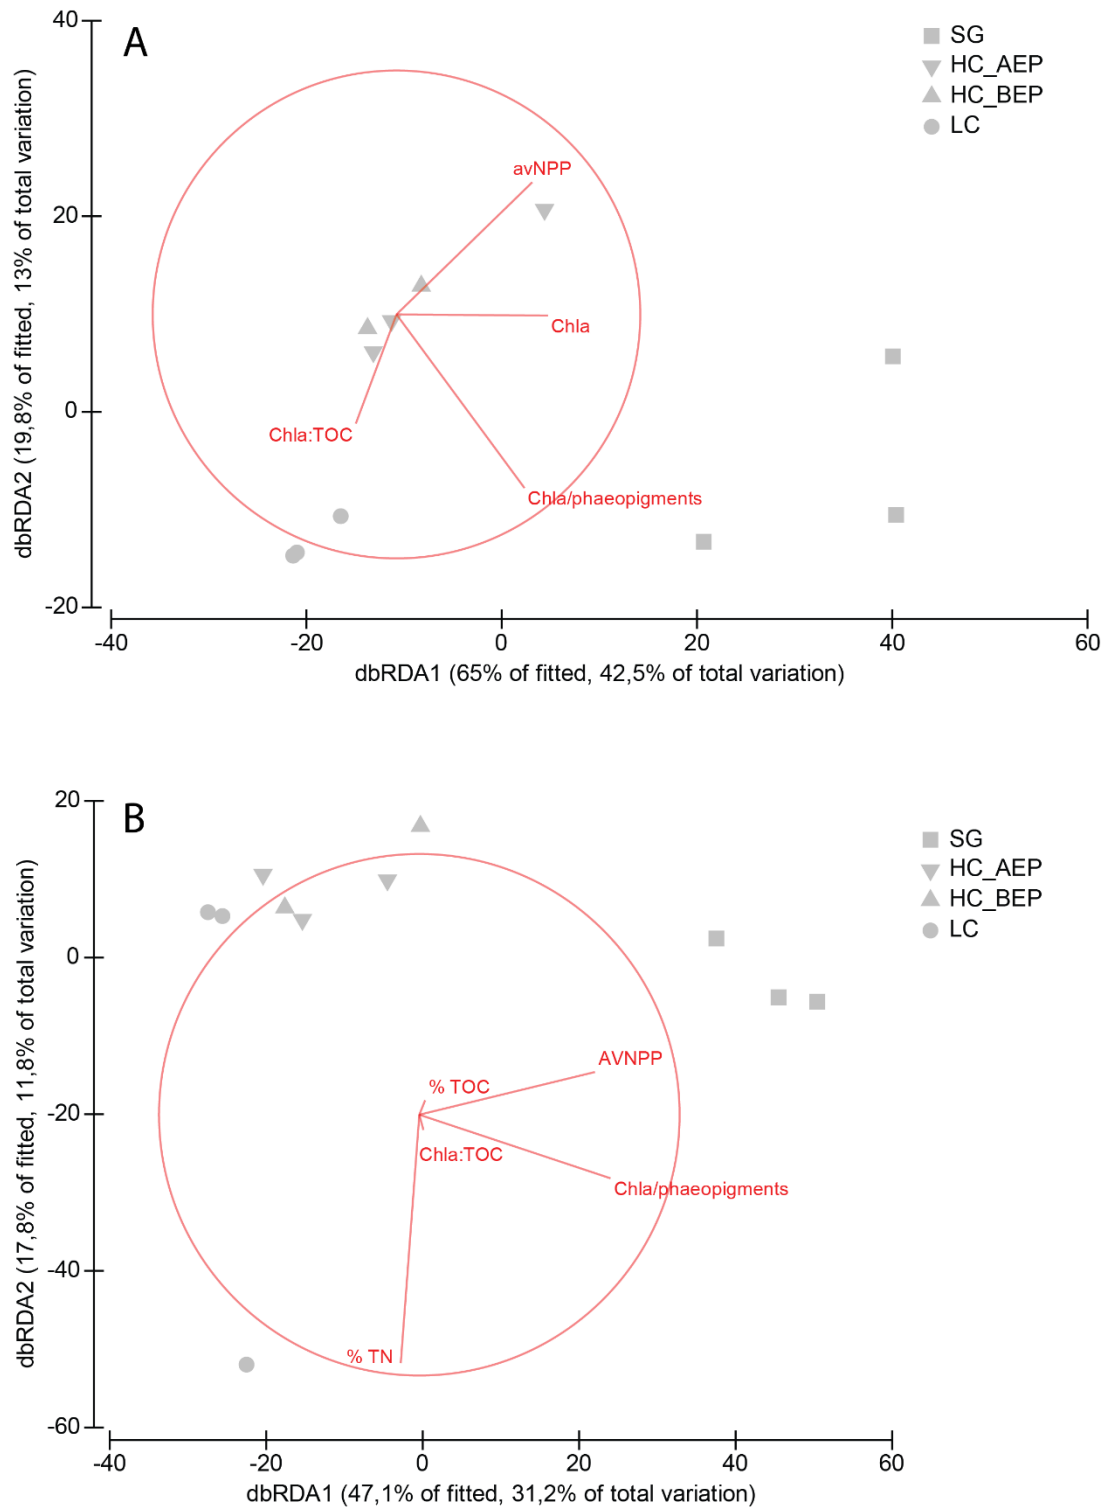 A
40
20
0
-20
dbRDA2 (19,8% of fitted, 13% of total variation)
SG
HC_AEP
HC_BEP
LC
avNPP
Chla
Chla:TOC
Chla/phaeopigments
-40
-20
0
20
40
60
dbRDA1 (65% of fitted, 42,5% of total variation)
B
20
0
-20
-40
-60
dbRDA2 (17,8% of fitted, 11,8% of total variation)
SG
HC_AEP
HC_BEP
LC
AVNPP
% TOC
Chla:TOC
Chla/phaeopigments
% TN
-40
-20
0
20
40
60
dbRDA1 (47,1% of fitted, 31,2% of total variation)